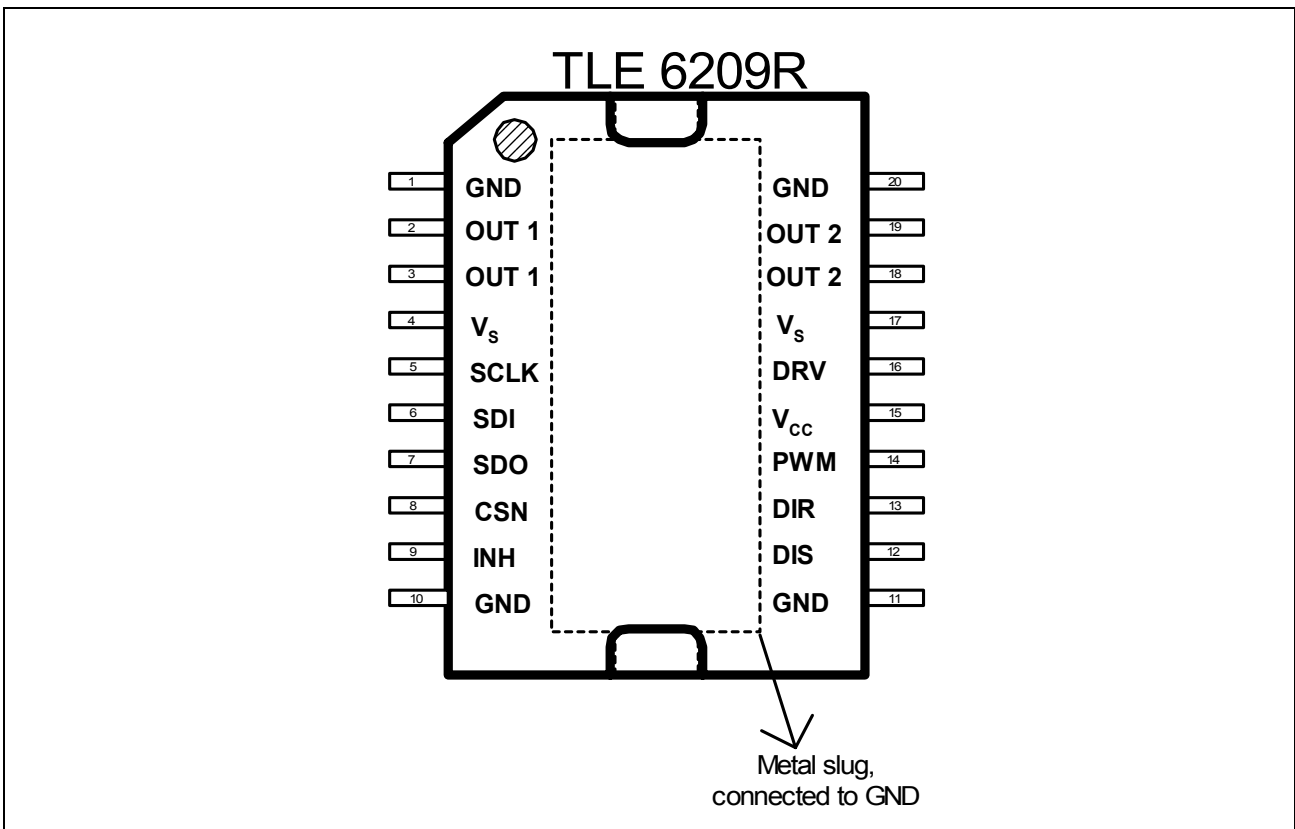 TLE 6209R
1 GND GND 20
2 OUT 1 OUT 2 19
3 OUT 1 OUT 2 18
4 VS VS 17
5 SCLK DRV 16
6 SDI VCC 15
7 SDO PWM 14
8 CSN DIR 13
9 INH DIS 12
10 GND GND 11
Metal slug,
connected to GND